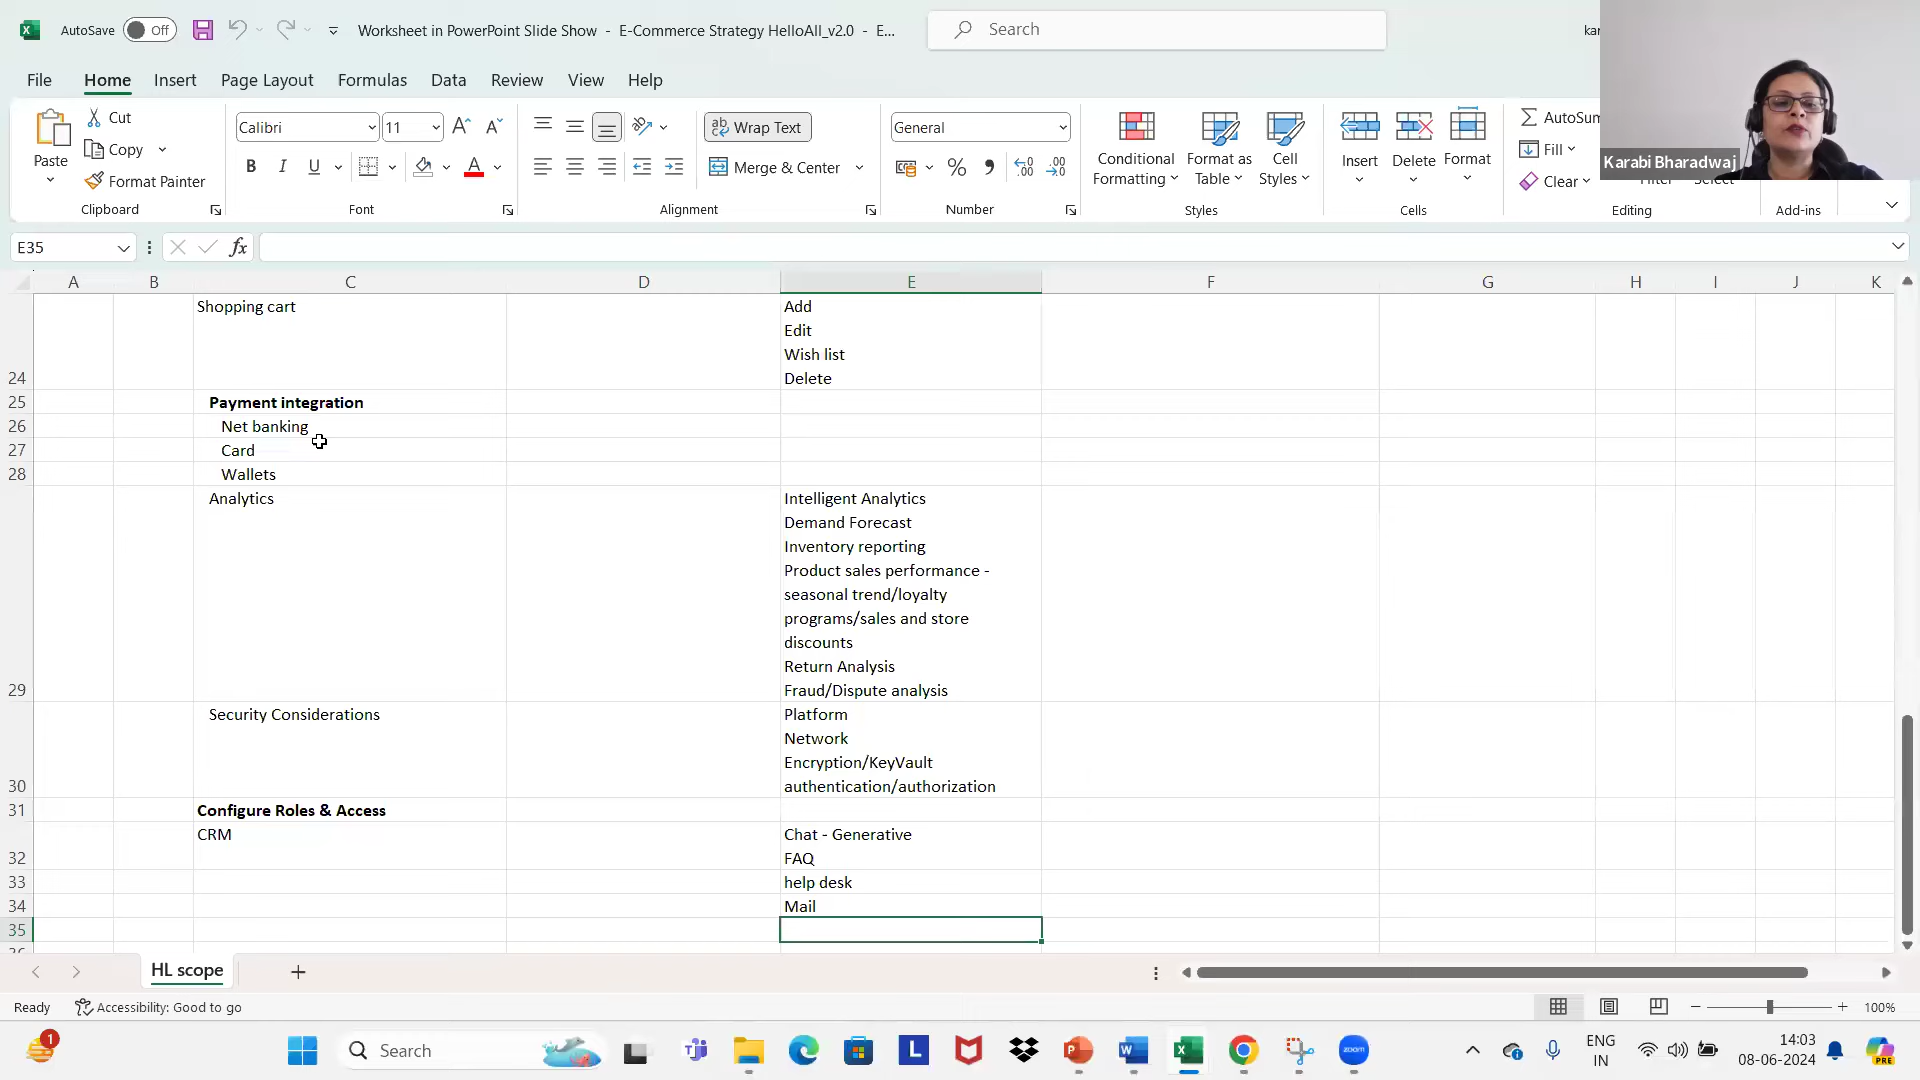 AutoSave Off Worksheet in PowerPoint Slide Show - E-Commerce Strategy HelloAll_v2.0 - E... Search
File Home Insert Page Layout Formulas Data Review View Help
Paste Cut Copy Format Painter
Clipboard
Calibri 11
B I U A
Font
Wrap Text
Merge & Center
Alignment
General
Number
Conditional Formatting Format as Table Cell Styles
Styles
Insert Delete Format
Cells
Fill
Clear
Editing
Add-ins
Karabi Bharadwaj
E35 fx
A B C D E F G H I J K
Shopping cart Add
Edit
Wish list
24 Delete
25 Payment integration
26 Net banking
27 Card
28 Wallets
Analytics Intelligent Analytics
Demand Forecast
Inventory reporting
Product sales performance -
seasonal trend/loyalty
programs/sales and store
discounts
Return Analysis
29 Fraud/Dispute analysis
Security Considerations Platform
Network
Encryption/KeyVault
30 authentication/authorization
31 Configure Roles & Access
CRM Chat - Generative
32 FAQ
33 help desk
34 Mail
35
HL scope
Ready Accessibility: Good to go 100%
1 Search ENG IN 14:03 08-06-2024
zoom
PRE